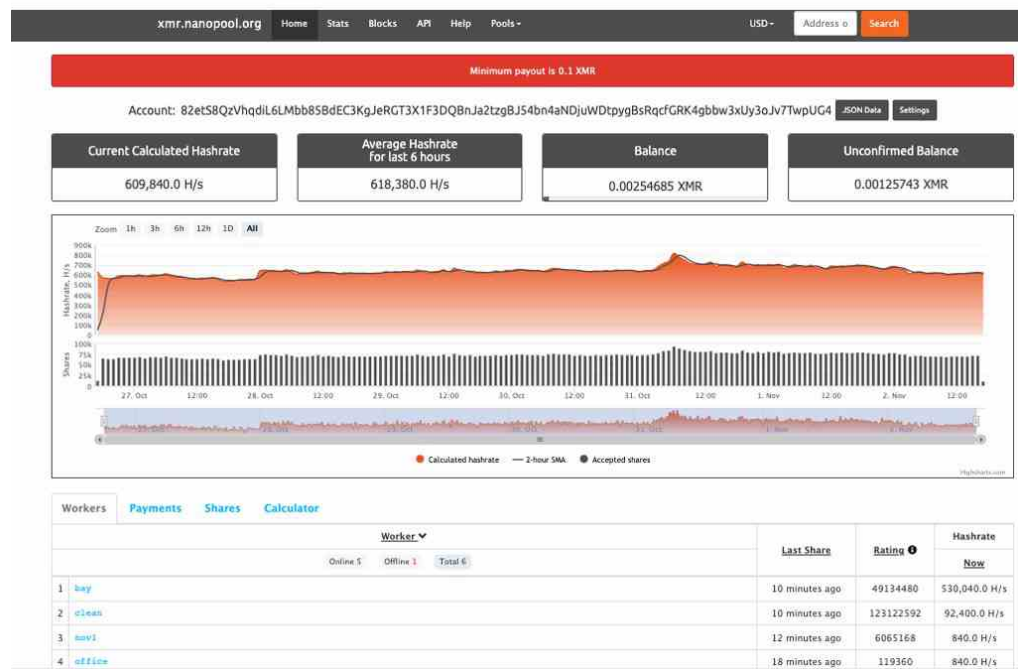 xmr.nanopool.org Home Stats Blocks API Help Pools USD Address o Search
Minimum payout is 0.1 XMR
Account: 82etS8QzVhqdiL6LMbb85BdEC3KgJeRGT3X1F3DQBnJa2tzgBJ54bn4aNDjuWDtpygBsRqcfGRK4gbbw3xUy3oJv7TwpUG4 JSON Data Settings
Current Calculated Hashrate
609,840.0 H/s
Average Hashrate
for last 6 hours
618,380.0 H/s
Balance
0.00254685 XMR
Unconfirmed Balance
0.00125743 XMR
Zoom 1h 3h 6h 12h 1D All
Hashrate, H/s
900k
800k
700k
600k
500k
400k
300k
200k
100k
0
Shares
100k
75k
50k
25k
0
27. Oct 12:00 28. Oct 12:00 29. Oct 12:00 30. Oct 12:00 31. Oct 12:00 1. Nov 12:00 2. Nov 12:00
Calculated hashrate 2-hour SMA Accepted shares
Highcharts.com
Workers Payments Shares Calculator
Worker Last Share Rating Hashrate
Online 5 Offline 1 Total 6 Now
1 bay 10 minutes ago 49134480 530,040.0 H/s
2 clean 10 minutes ago 123122592 92,400.0 H/s
3 nov1 12 minutes ago 6065168 840.0 H/s
4 office 18 minutes ago 119360 840.0 H/s